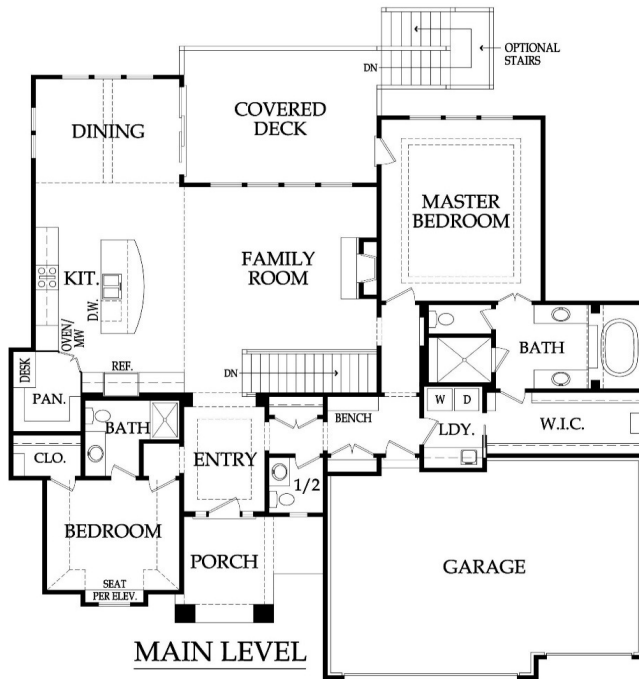 OPTIONAL
STAIRS
DN
COVERED
DECK
DINING
MASTER
BEDROOM
FAMILY
ROOM
KIT.
D.W.
OVEN/
MW
BATH
DESK
REF.
DN
PAN.
W D
BENCH
BATH
LDY.
W.I.C.
CLO.
ENTRY
1/2
BEDROOM
PORCH
GARAGE
SEAT
PER ELEV.
MAIN LEVEL